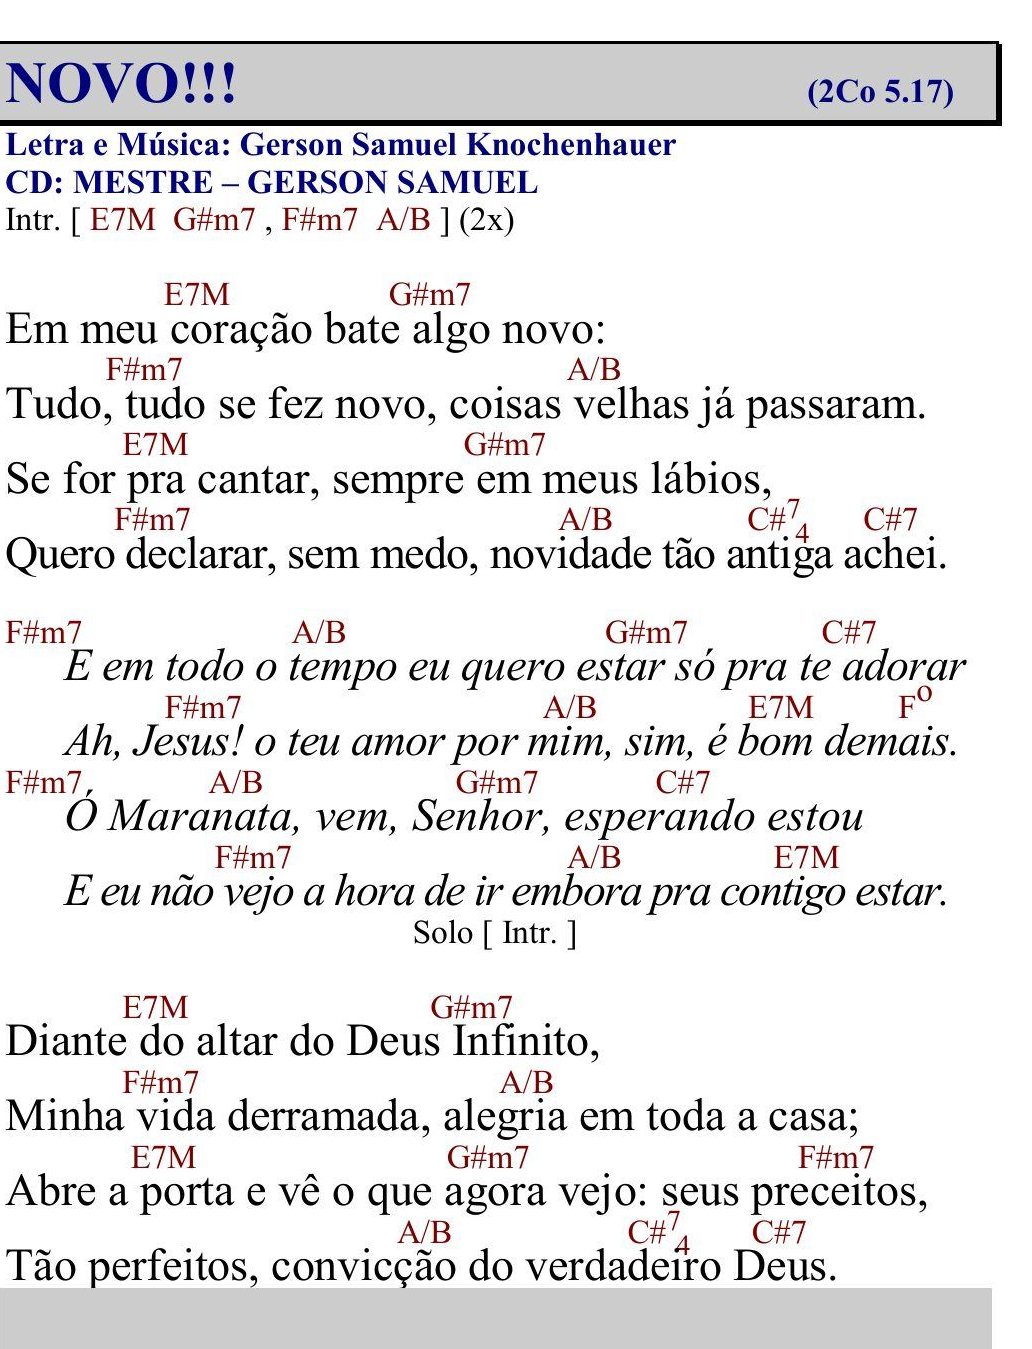 NOVO!!! (2Co 5.17)
Letra e Música: Gerson Samuel Knochenhauer
CD: MESTRE – GERSON SAMUEL
Intr. [ E7M G#m7 , F#m7 A/B ] (2x)
E7M G#m7
Em meu coração bate algo novo:
F#m7 A/B
Tudo, tudo se fez novo, coisas velhas já passaram.
E7M G#m7
Se for pra cantar, sempre em meus lábios,
F#m7 A/B C#7 4 C#7
Quero declarar, sem medo, novidade tão antiga achei.
F#m7 A/B G#m7 C#7
E em todo o tempo eu quero estar só pra te adorar
F#m7 A/B E7M Fº
Ah, Jesus! o teu amor por mim, sim, é bom demais.
F#m7 A/B G#m7 C#7
Ó Maranata, vem, Senhor, esperando estou
F#m7 A/B E7M
E eu não vejo a hora de ir embora pra contigo estar.
Solo [ Intr. ]
E7M G#m7
Diante do altar do Deus Infinito,
F#m7 A/B
Minha vida derramada, alegria em toda a casa;
E7M G#m7 F#m7
Abre a porta e vê o que agora vejo: seus preceitos,
A/B C#7 4 C#7
Tão perfeitos, convicção do verdadeiro Deus.